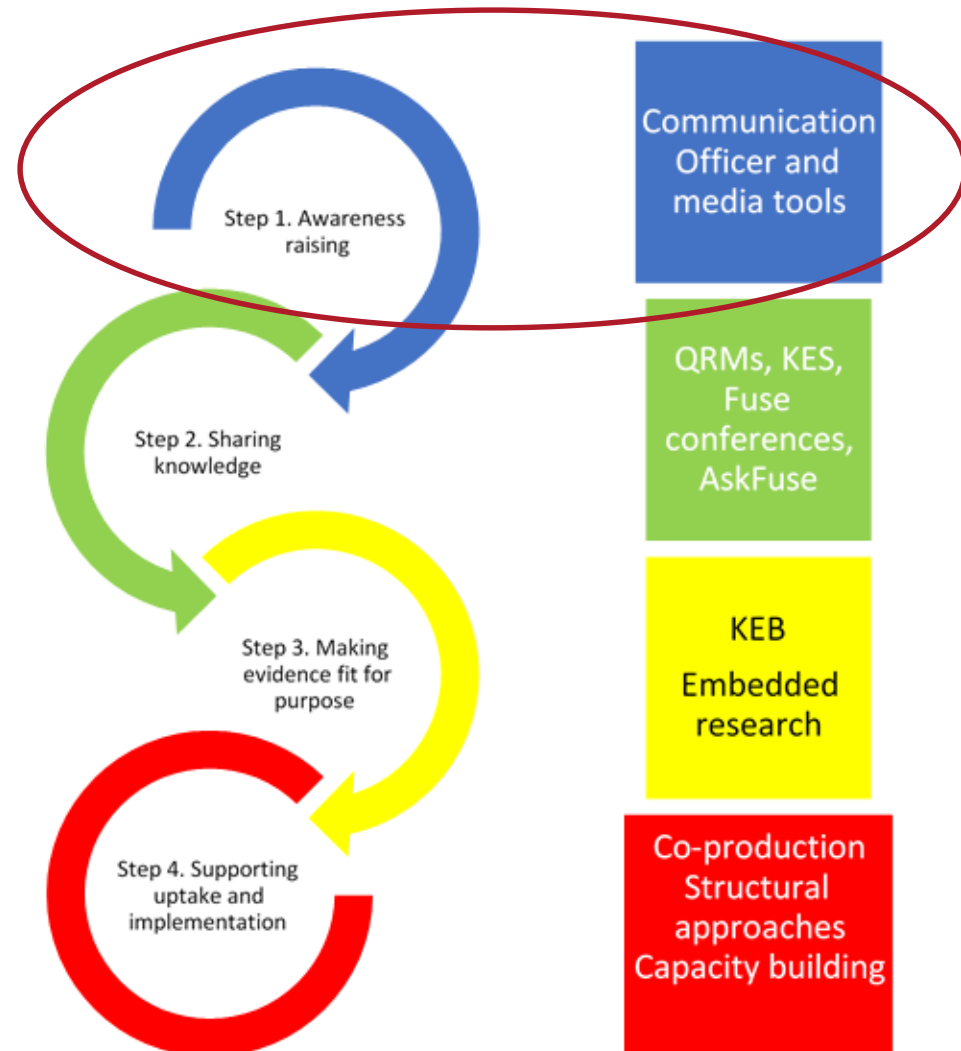 Step 1. Awareness
raising
Communication
Officer and
media tools
Step 2. Sharing
knowledge
QRMs, KES,
Fuse
conferences,
AskFuse
Step 3. Making
evidence fit for
purpose
KEB
Embedded
research
Step 4. Supporting
uptake and
implementation
Co-production
Structural
approaches
Capacity building